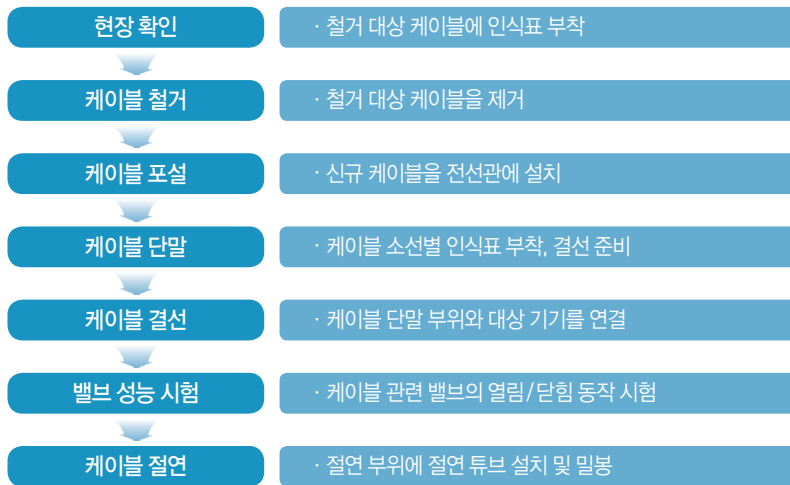 현장 확인
· 철거 대상 케이블에 인식표 부착
케이블 철거
· 철거 대상 케이블을 제거
케이블 포설
· 신규 케이블을 전선관에 설치
케이블 단말
· 케이블 소선별 인식표 부착, 결선 준비
케이블 결선
· 케이블 단말 부위와 대상 기기를 연결
밸브 성능 시험
· 케이블 관련 밸브의 열림/닫힘 동작 시험
케이블 절연
· 절연 부위에 절연 튜브 설치 및 밀봉